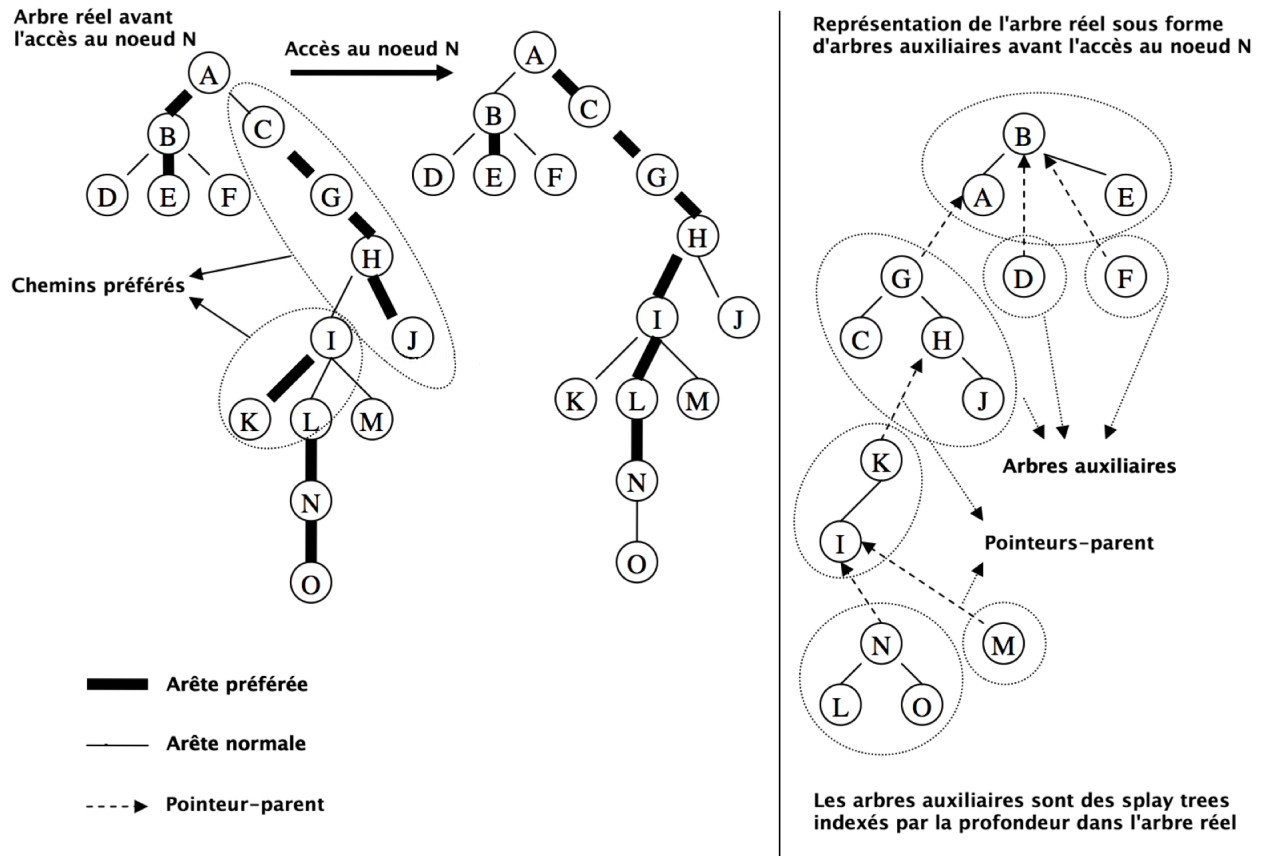 Arbre réel avant
l'accès au noeud N
Accès au noeud N
A
B
C
D
E
F
G
H
I
J
K
L
M
N
O
Chemins préférés
A
B
C
D
E
F
G
H
I
J
K
L
M
N
O
Arête préférée
Arête normale
Pointeur-parent
Représentation de l'arbre réel sous forme
d'arbres auxiliaires avant l'accès au noeud N
B
A
E
G
D
F
C
H
J
Arbres auxiliaires
K
I
Pointeurs-parent
N
M
L
O
Les arbres auxiliaires sont des splay trees
indexés par la profondeur dans l'arbre réel